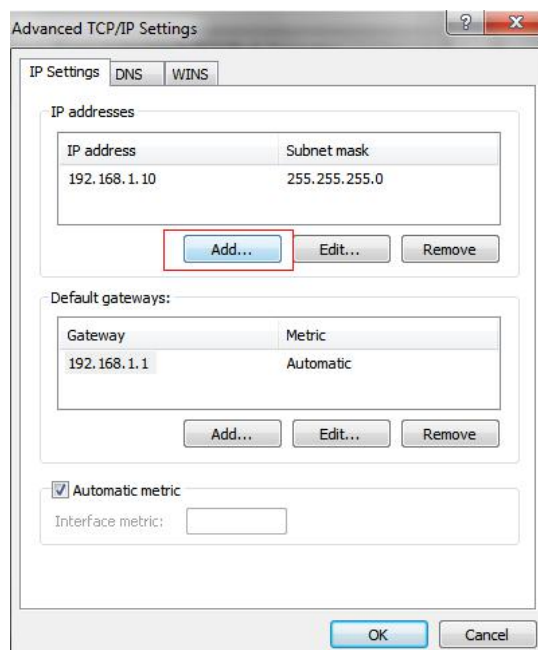 Advanced TCP/IP Settings
IP Settings DNS WINS
IP addresses
IP address Subnet mask
192.168.1.10 255.255.255.0
Add... Edit... Remove
Default gateways:
Gateway Metric
192.168.1.1 Automatic
Add... Edit... Remove
Automatic metric
Interface metric:
OK Cancel